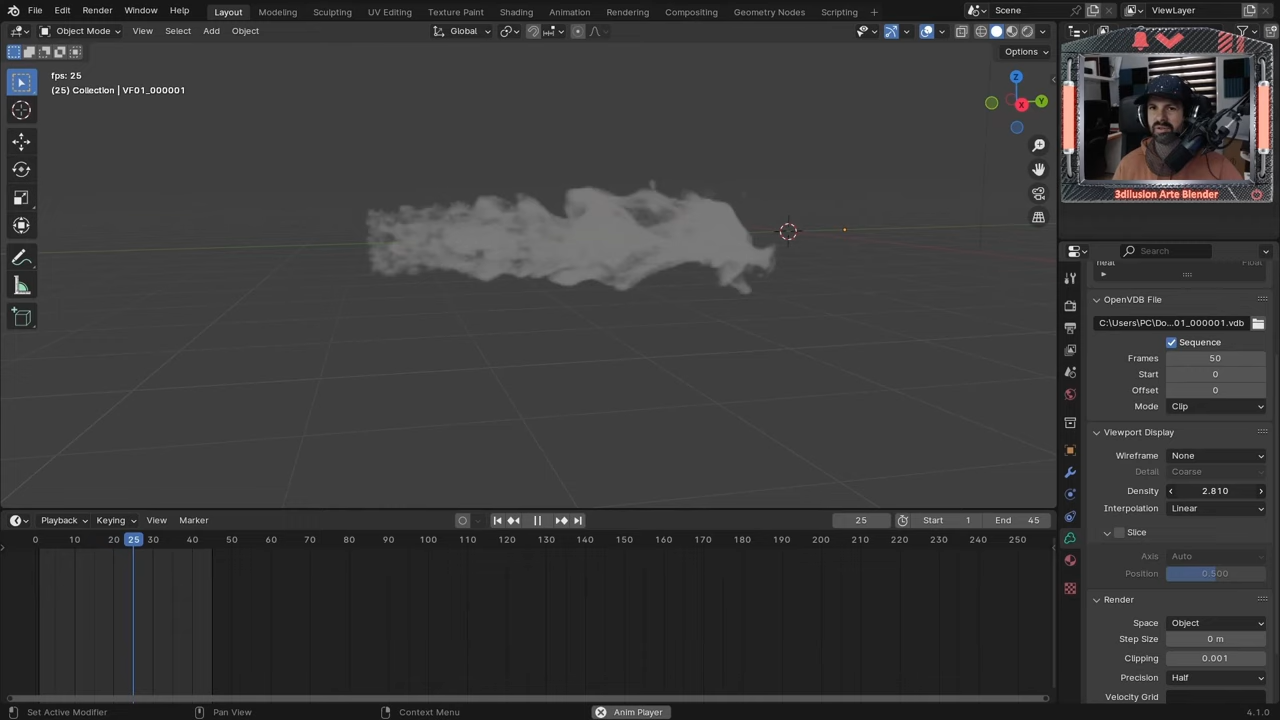 File Edit Render Window Help
Layout Modeling Sculpting UV Editing Texture Paint Shading Animation Rendering Compositing Geometry Nodes Scripting
Scene
ViewLayer
Object Mode View Select Add Object
Global
Options
fps: 25
(25) Collection | VF01_000001
Z
Y
X
3dilusion Arte Blender
Search
heat Float
OpenVDB File
C:\Users\PC\Do...01_000001.vdb
Sequence
Frames 50
Start 0
Offset 0
Mode Clip
Viewport Display
Wireframe None
Detail Coarse
Density 2.810
Interpolation Linear
Slice
Axis Auto
Position 0.500
Render
Space Object
Step Size 0 m
Clipping 0.001
Precision Half
Velocity Grid
Playback Keying View Marker
25
Start 1 End 45
0 10 20 25 30 40 50 60 70 80 90 100 110 120 130 140 150 160 170 180 190 200 210 220 230 240 250
Set Active Modifier Pan View Context Menu Anim Player 4.1.0